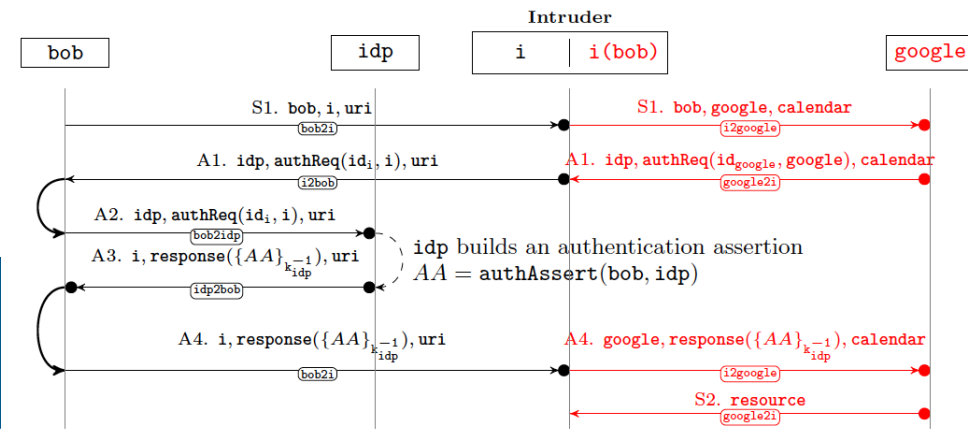 Intruder
bob idp i i(bob) google
S1. bob, i, uri S1. bob, google, calendar
bob2i i2google
A1. idp, authReq(id_i, i), uri A1. idp, authReq(id_google, google), calendar
i2bob google2i
A2. idp, authReq(id_i, i), uri
bob2idp
idp builds an authentication assertion
A3. i, response({AA}_{k_idp^{-1}}), uri
AA = authAssert(bob, idp)
idp2bob
A4. i, response({AA}_{k_idp^{-1}}), uri A4. google, response({AA}_{k_idp^{-1}}), calendar
bob2i i2google
S2. resource
google2i